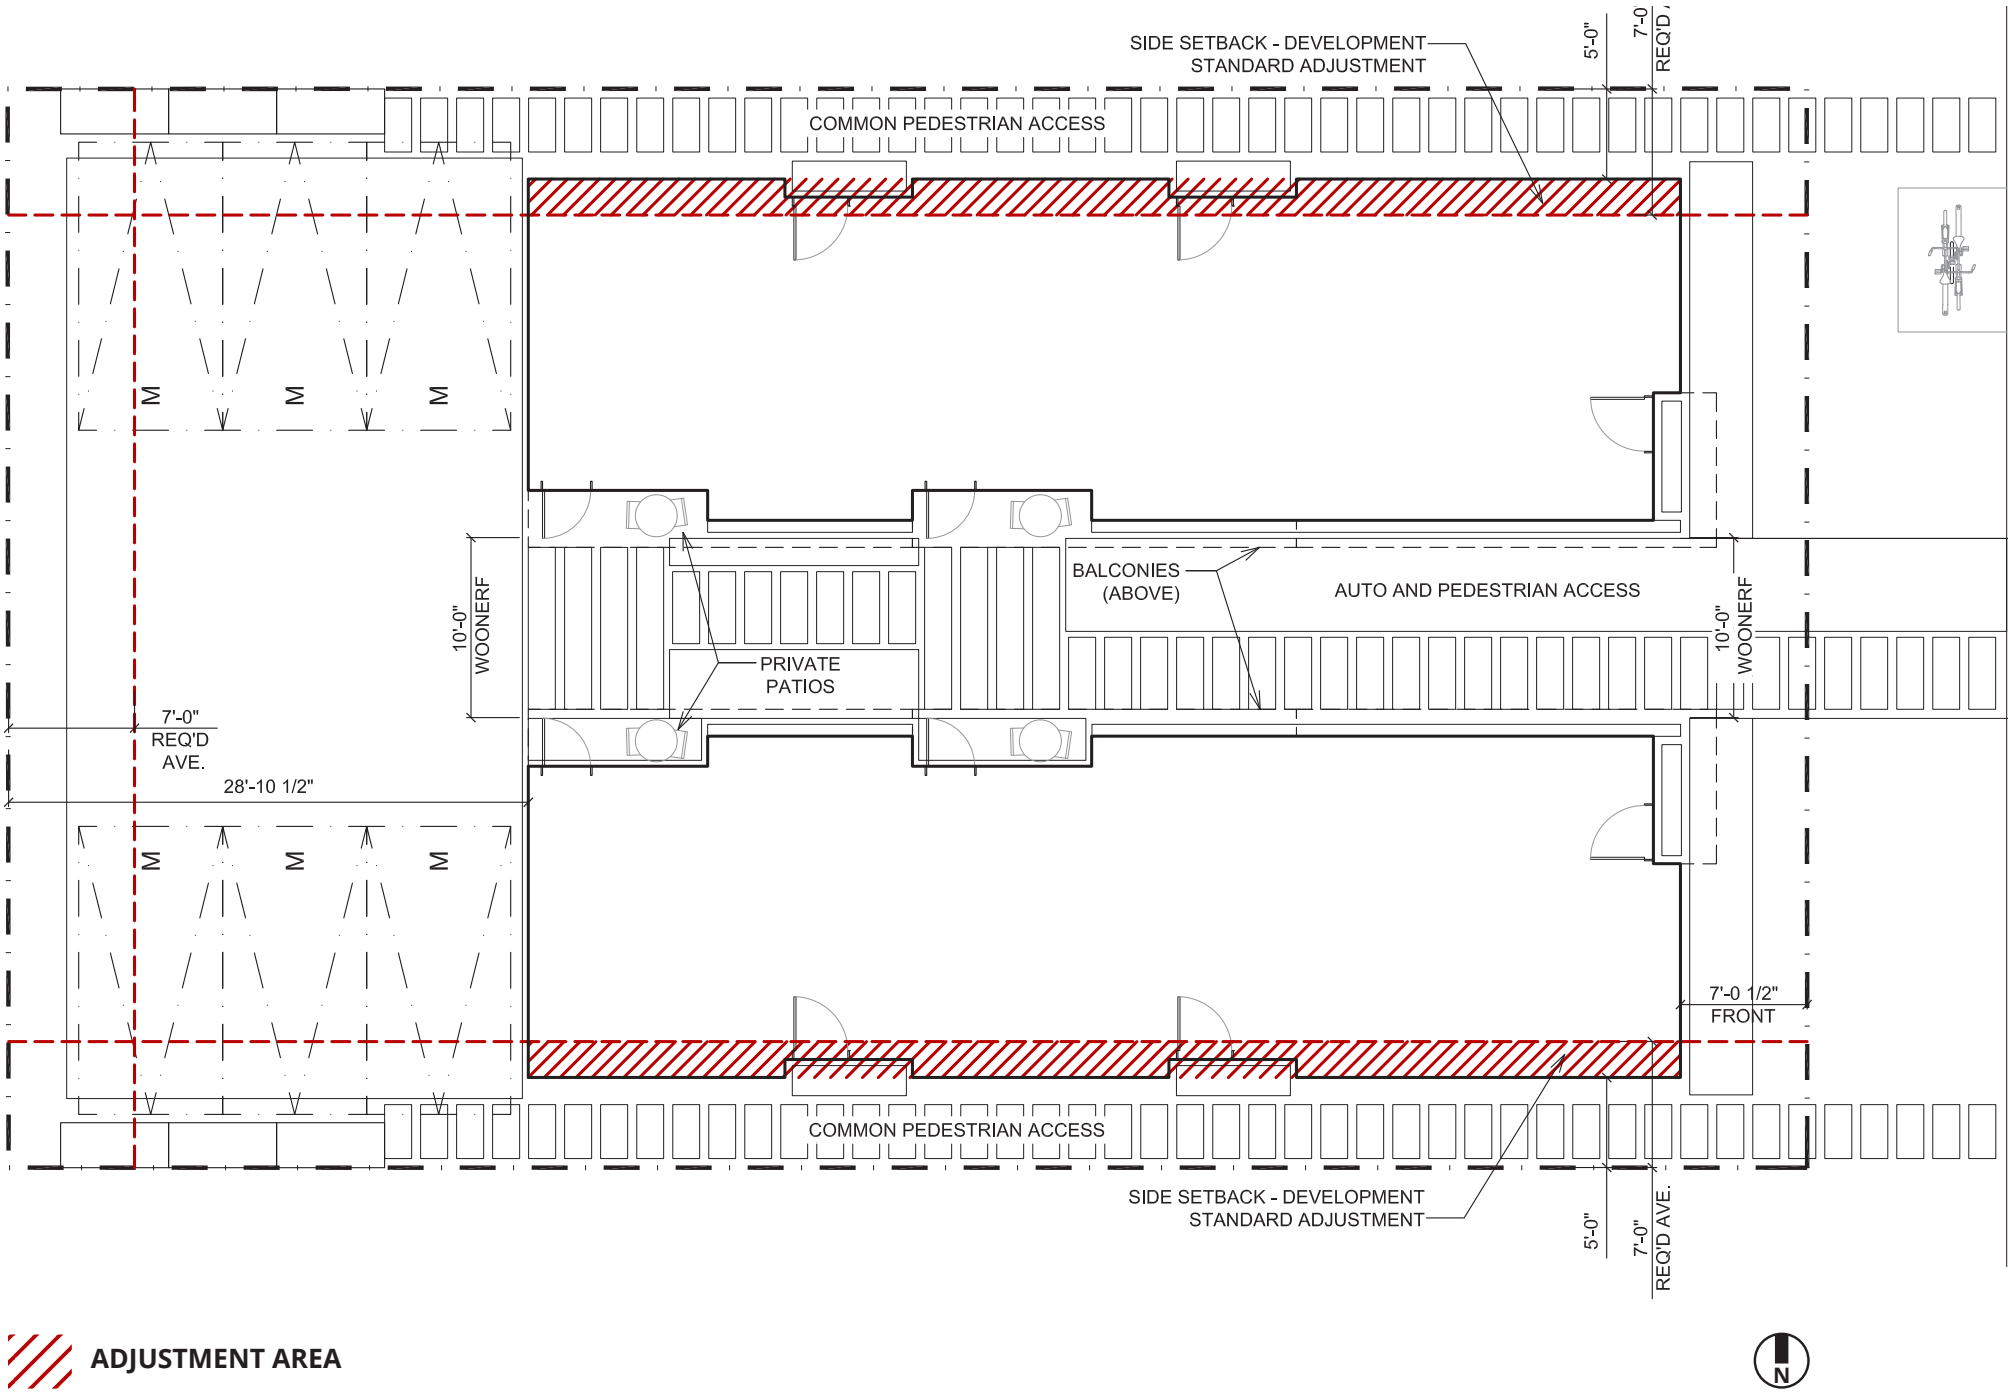 SIDE SETBACK - DEVELOPMENT
STANDARD ADJUSTMENT
5'-0"
7'-0
REQ'D
COMMON PEDESTRIAN ACCESS
M
M
M
10'-0"
WOONERF
BALCONIES
(ABOVE)
AUTO AND PEDESTRIAN ACCESS
10'-0"
WOONERF
PRIVATE
PATIOS
7'-0"
REQ'D
AVE.
28'-10 1/2"
M
M
M
7'-0 1/2"
FRONT
COMMON PEDESTRIAN ACCESS
SIDE SETBACK - DEVELOPMENT
STANDARD ADJUSTMENT
5'-0"
7'-0"
REQ'D AVE.
ADJUSTMENT AREA
N